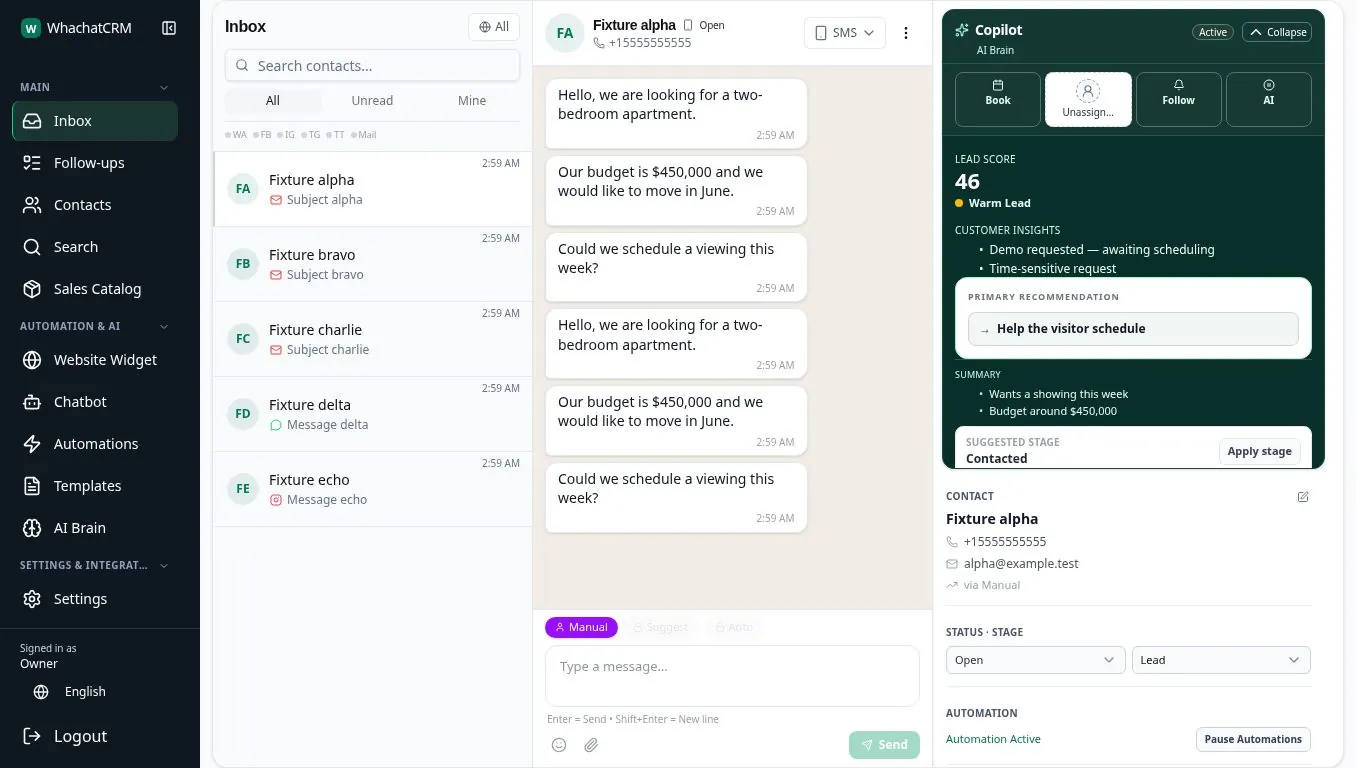 W WhachatCRM
MAIN
Inbox
Follow-ups
Contacts
Search
Sales Catalog
AUTOMATION & AI
Website Widget
Chatbot
Automations
Templates
AI Brain
SETTINGS & INTEGRAT...
Settings
Signed in as
Owner
English
Logout
Inbox
All
Search contacts...
All Unread Mine
WA FB IG TG TT Mail
2:59 AM
FA
Fixture alpha
Subject alpha
2:59 AM
FB
Fixture bravo
Subject bravo
2:59 AM
FC
Fixture charlie
Subject charlie
2:59 AM
FD
Fixture delta
Message delta
2:59 AM
FE
Fixture echo
Message echo
FA
Fixture alpha Open
+15555555555
SMS
Hello, we are looking for a two-
bedroom apartment.
2:59 AM
Our budget is $450,000 and we
would like to move in June.
2:59 AM
Could we schedule a viewing this
week?
2:59 AM
Hello, we are looking for a two-
bedroom apartment.
2:59 AM
Our budget is $450,000 and we
would like to move in June.
2:59 AM
Could we schedule a viewing this
week?
2:59 AM
Manual Suggest Auto
Type a message...
Enter = Send • Shift+Enter = New line
Send
Copilot
Active
Collapse
AI Brain
Book
Unassign...
Follow
AI
LEAD SCORE
46
Warm Lead
CUSTOMER INSIGHTS
• Demo requested — awaiting scheduling
• Time-sensitive request
PRIMARY RECOMMENDATION
→ Help the visitor schedule
SUMMARY
• Wants a showing this week
• Budget around $450,000
SUGGESTED STAGE
Contacted
Apply stage
CONTACT
Fixture alpha
+15555555555
alpha@example.test
via Manual
STATUS · STAGE
Open
Lead
AUTOMATION
Automation Active
Pause Automations